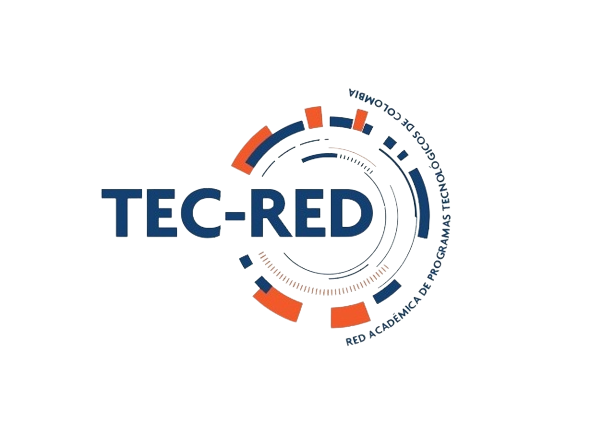 TEC-RED
RED ACADÉMICA DE PROGRAMAS TECNOLÓGICOS DE COLOMBIA